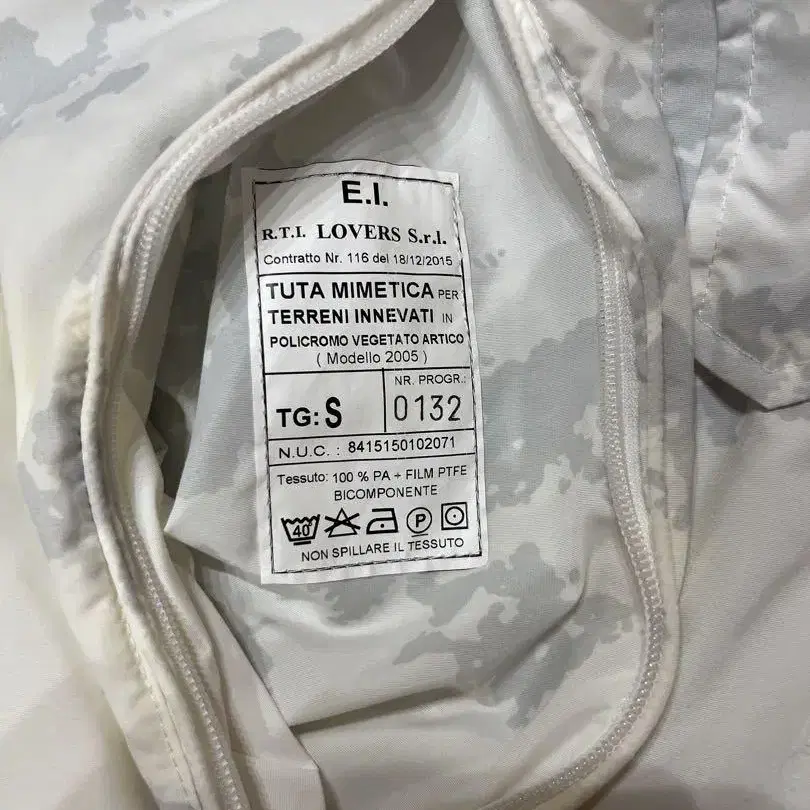 E.I.
R.T.I. LOVERS S.r.l.
Contratto Nr. 116 del 18/12/2015
TUTA MIMETICA PER
TERRENI INNEVATI IN
POLICROMO VEGETATO ARTICO
( Modello 2005 )
TG: S
NR. PROGR.:
0132
N.U.C. : 8415150102071
Tessuto: 100 % PA + FILM PTFE
BICOMPONENTE
40 P
NON SPILLARE IL TESSUTO